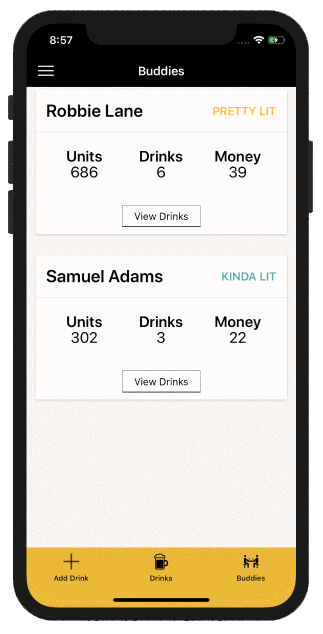 8:57
Buddies
Robbie Lane PRETTY LIT
Units Drinks Money
686 6 39
View Drinks
Samuel Adams KINDA LIT
Units Drinks Money
302 3 22
View Drinks
Add Drink Drinks Buddies